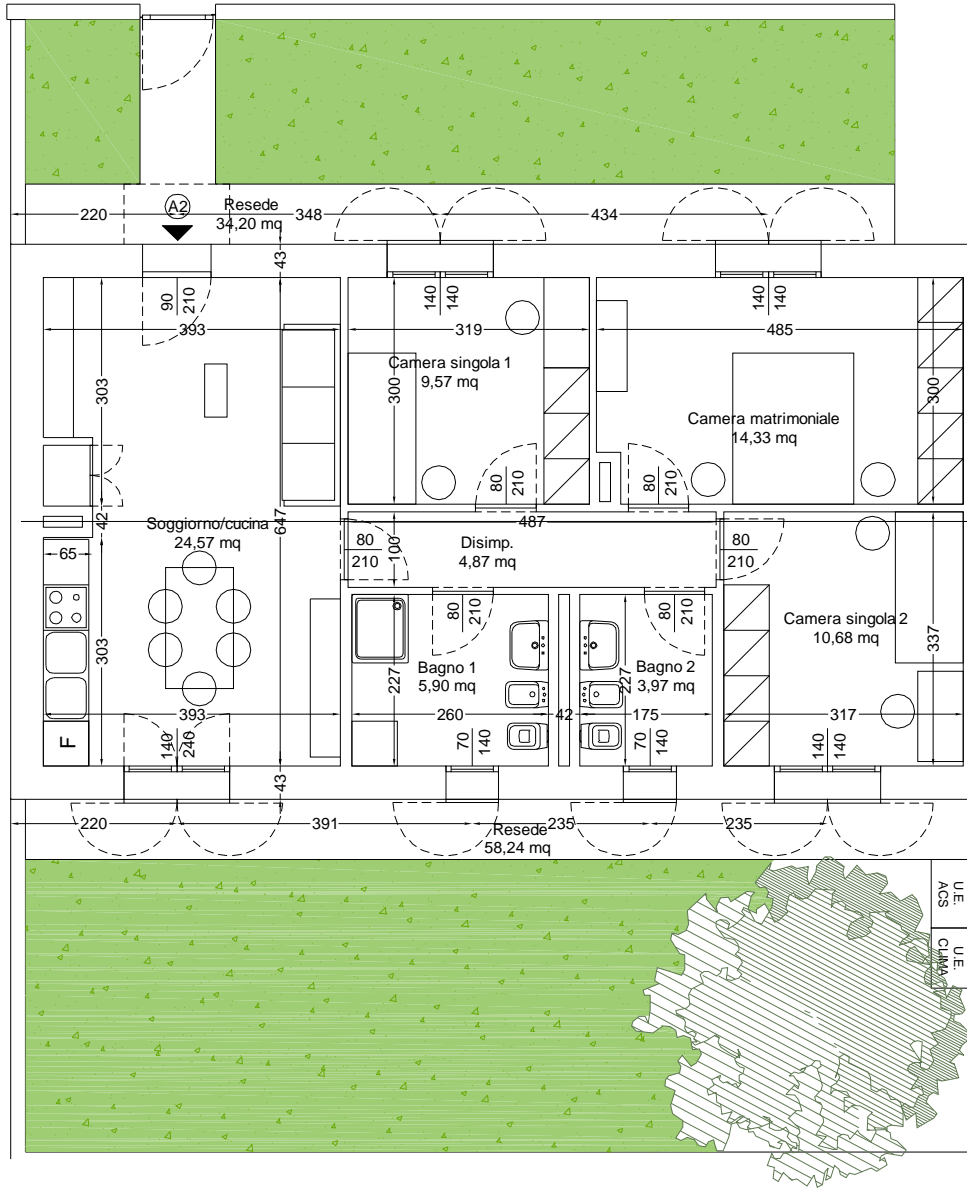 220
A2
Resede
34,20 mq
348
434
43
90
210
140
140
140
140
393
319
485
303
Camera singola 1
9,57 mq
300
Camera matrimoniale
14,33 mq
300
80
210
80
210
42
Soggiorno/cucina
24,57 mq
647
487
65
80
210
100
Disimp.
4,87 mq
80
210
80
210
80
210
Camera singola 2
10,68 mq
337
303
227
Bagno 1
5,90 mq
227
Bagno 2
3,97 mq
393
260
42
175
317
F
140
240
70
140
70
140
140
140
43
220
391
Resede
58,24 mq
235
235
U.E.
ACS
U.E.
CLIMA